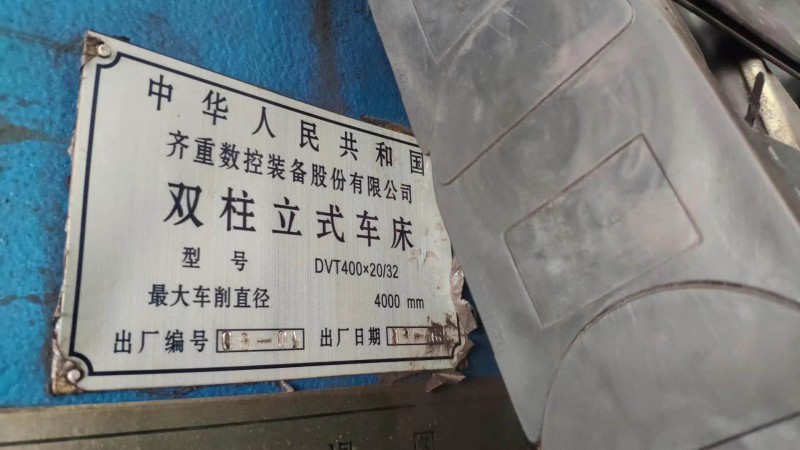 中华人民共和国
齐重数控装备股份有限公司
双柱立式车床
型号 DVT400×20/32
最大车削直径 4000 mm
出厂编号 出厂日期